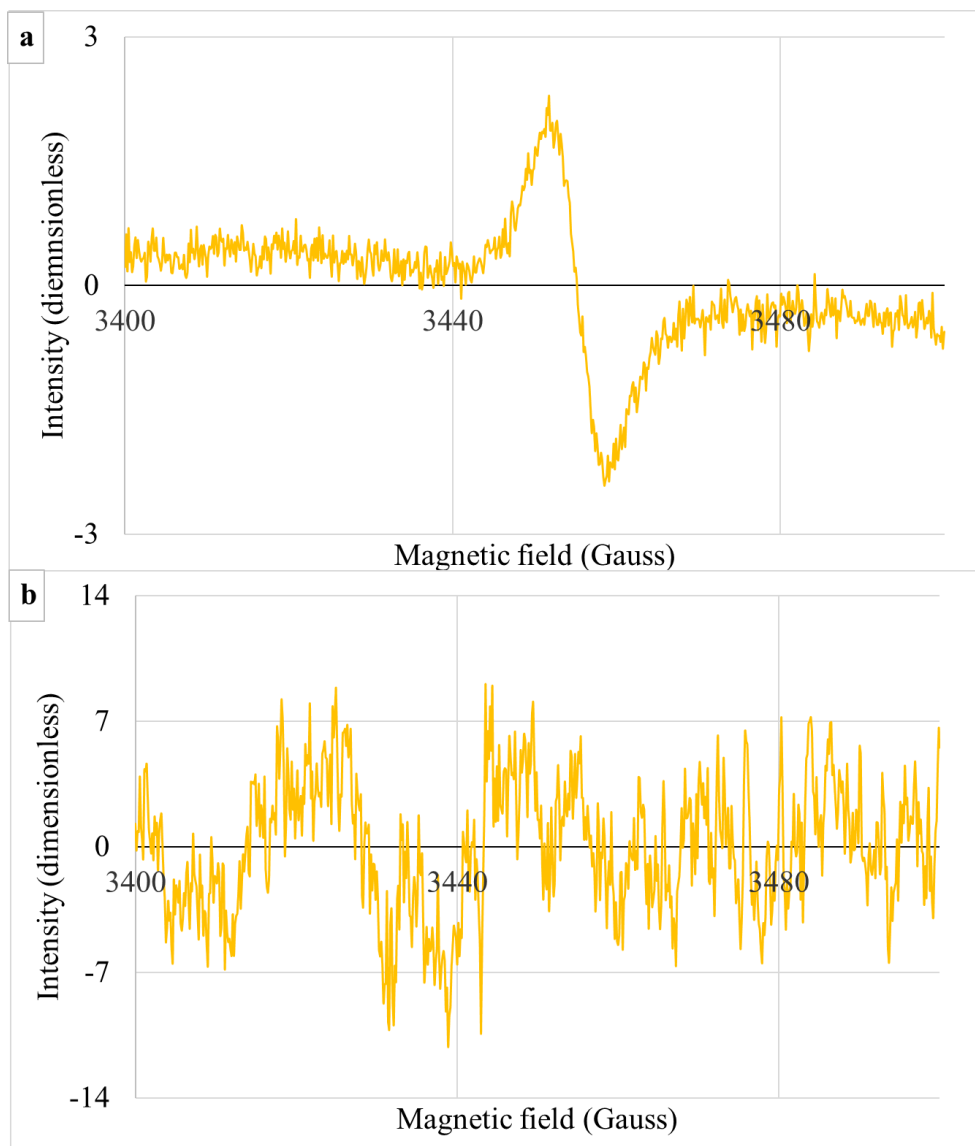 a
3
0
-3
3400
3440
3480
Intensity (diemnsionless)
Magnetic field (Gauss)
b
14
7
0
-7
-14
3400
3440
3480
Intensity (dimensionless)
Magnetic field (Gauss)